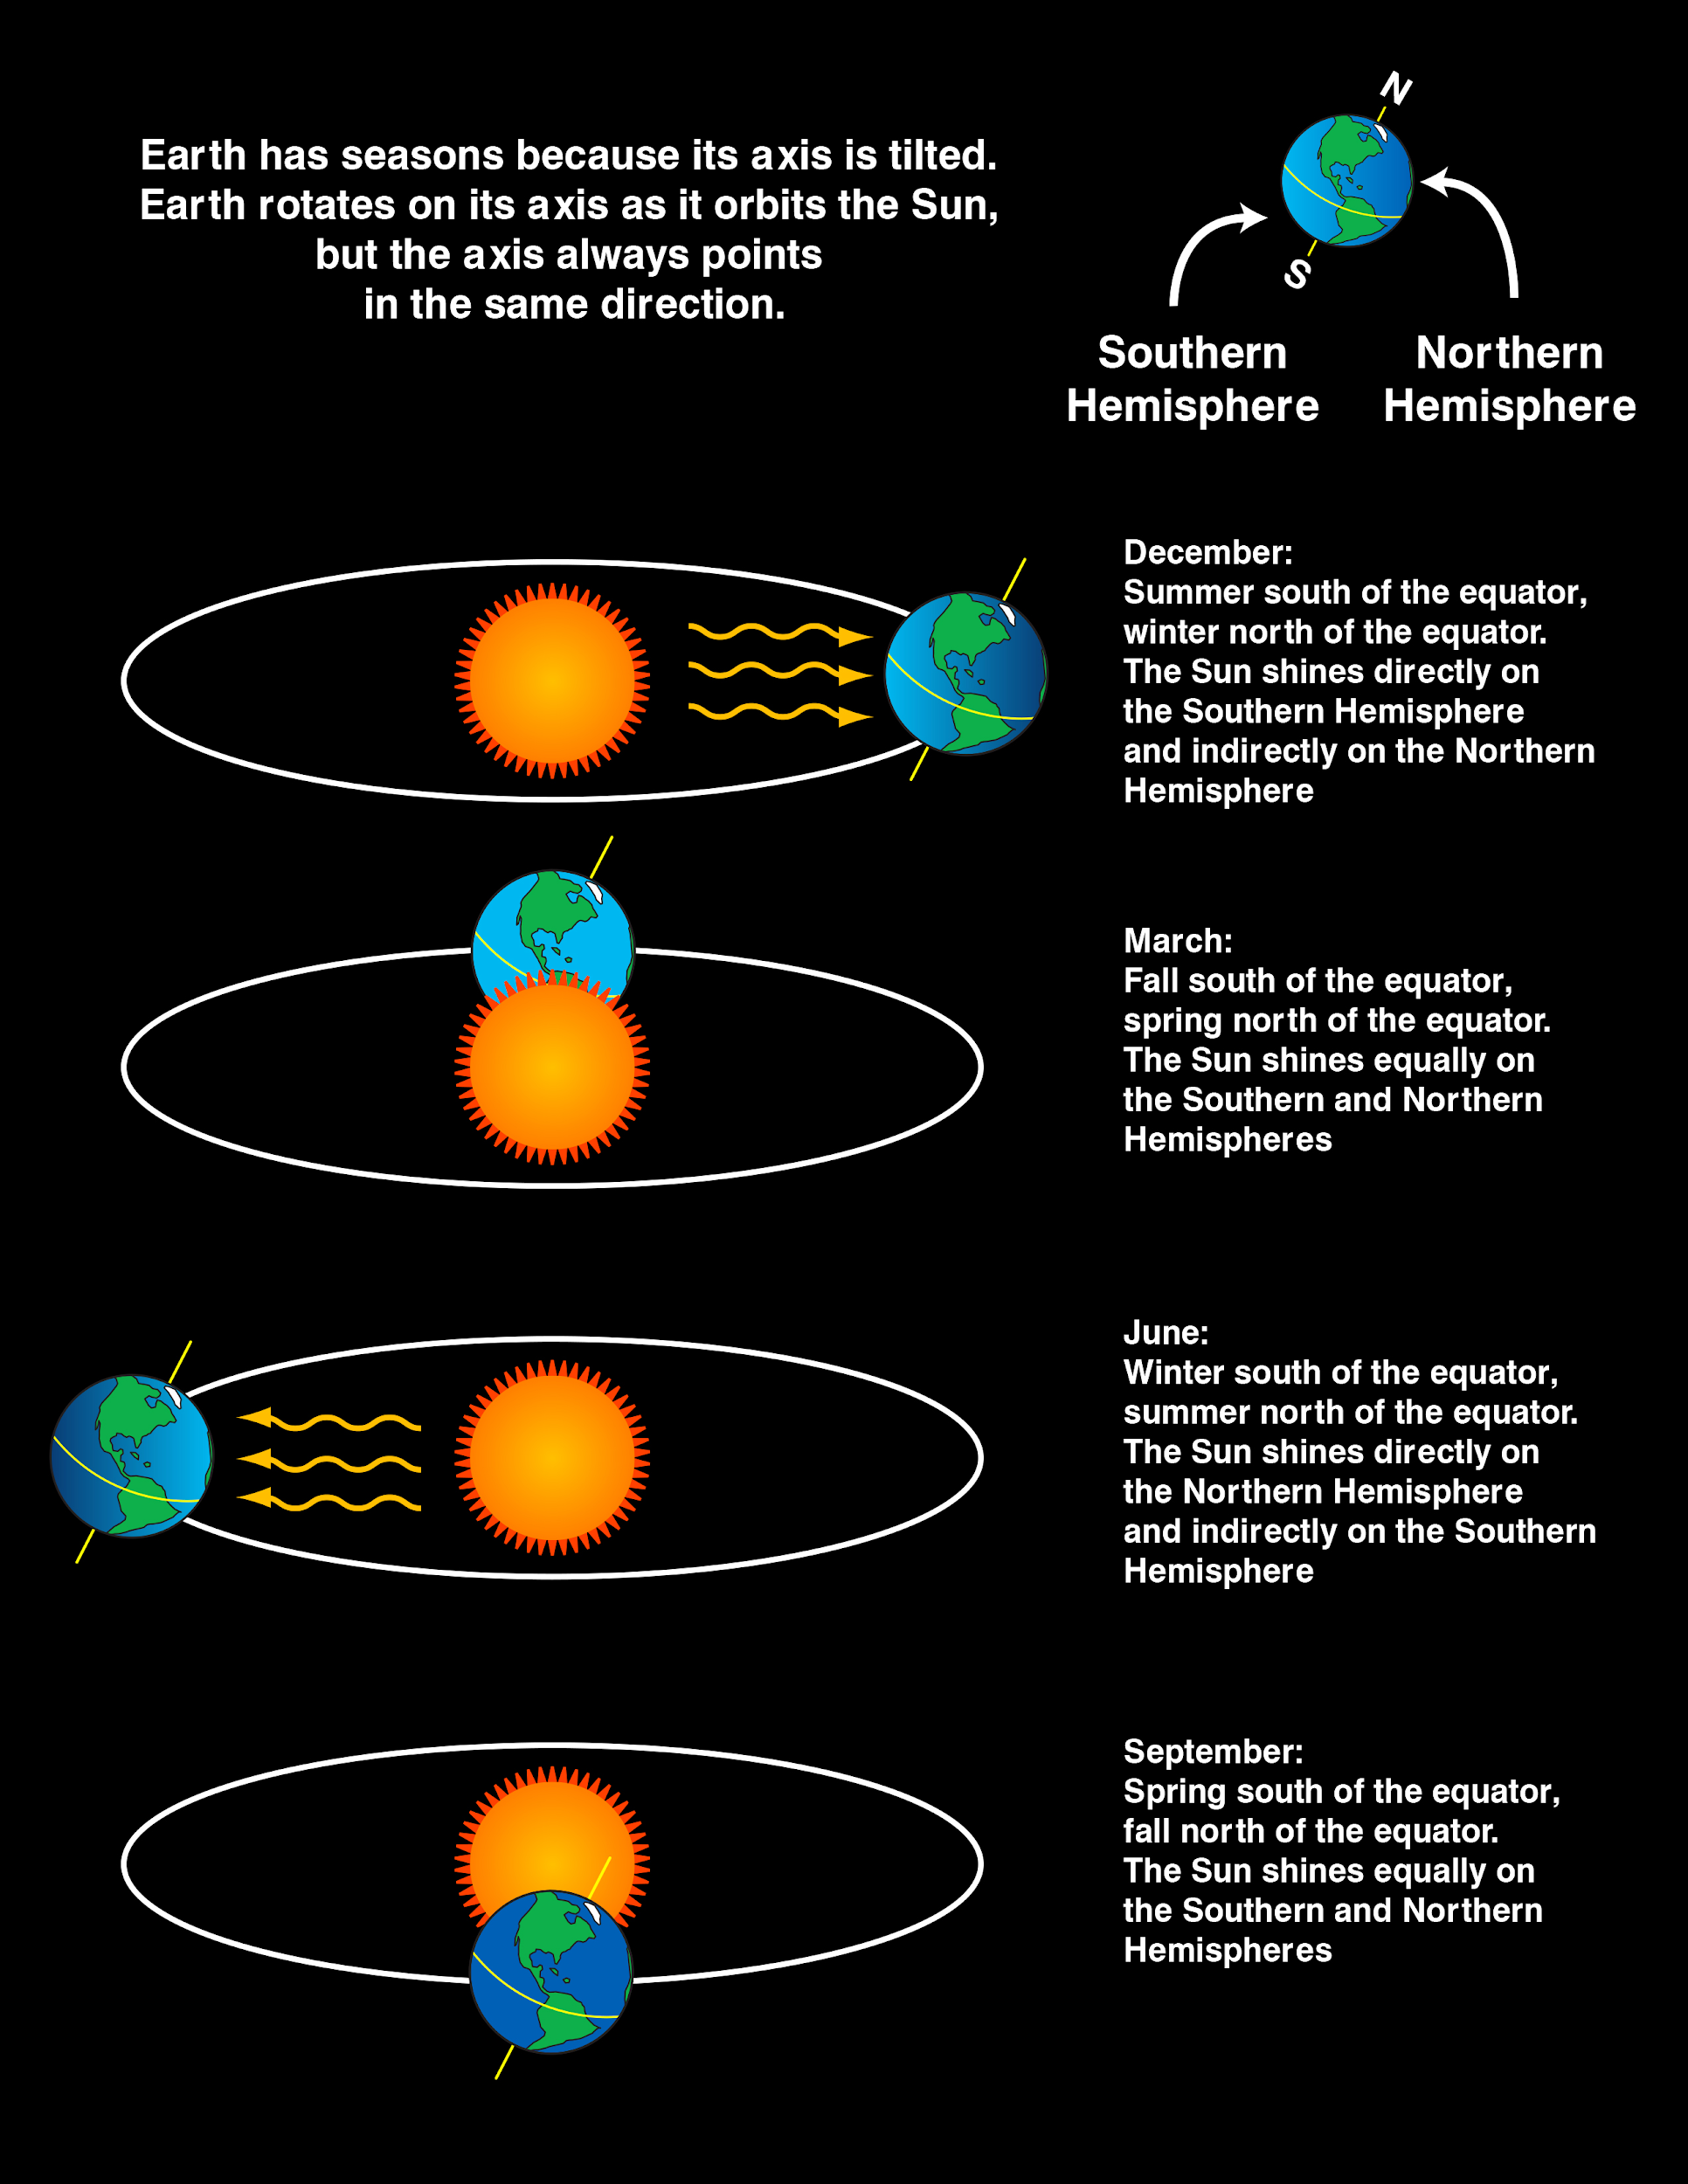 Earth has seasons because its axis is tilted.
Earth rotates on its axis as it orbits the Sun,
but the axis always points
in the same direction.
N
S
Southern
Hemisphere
Northern
Hemisphere
December:
Summer south of the equator,
winter north of the equator.
The Sun shines directly on
the Southern Hemisphere
and indirectly on the Northern
Hemisphere
March:
Fall south of the equator,
spring north of the equator.
The Sun shines equally on
the Southern and Northern
Hemispheres
June:
Winter south of the equator,
summer north of the equator.
The Sun shines directly on
the Northern Hemisphere
and indirectly on the Southern
Hemisphere
September:
Spring south of the equator,
fall north of the equator.
The Sun shines equally on
the Southern and Northern
Hemispheres